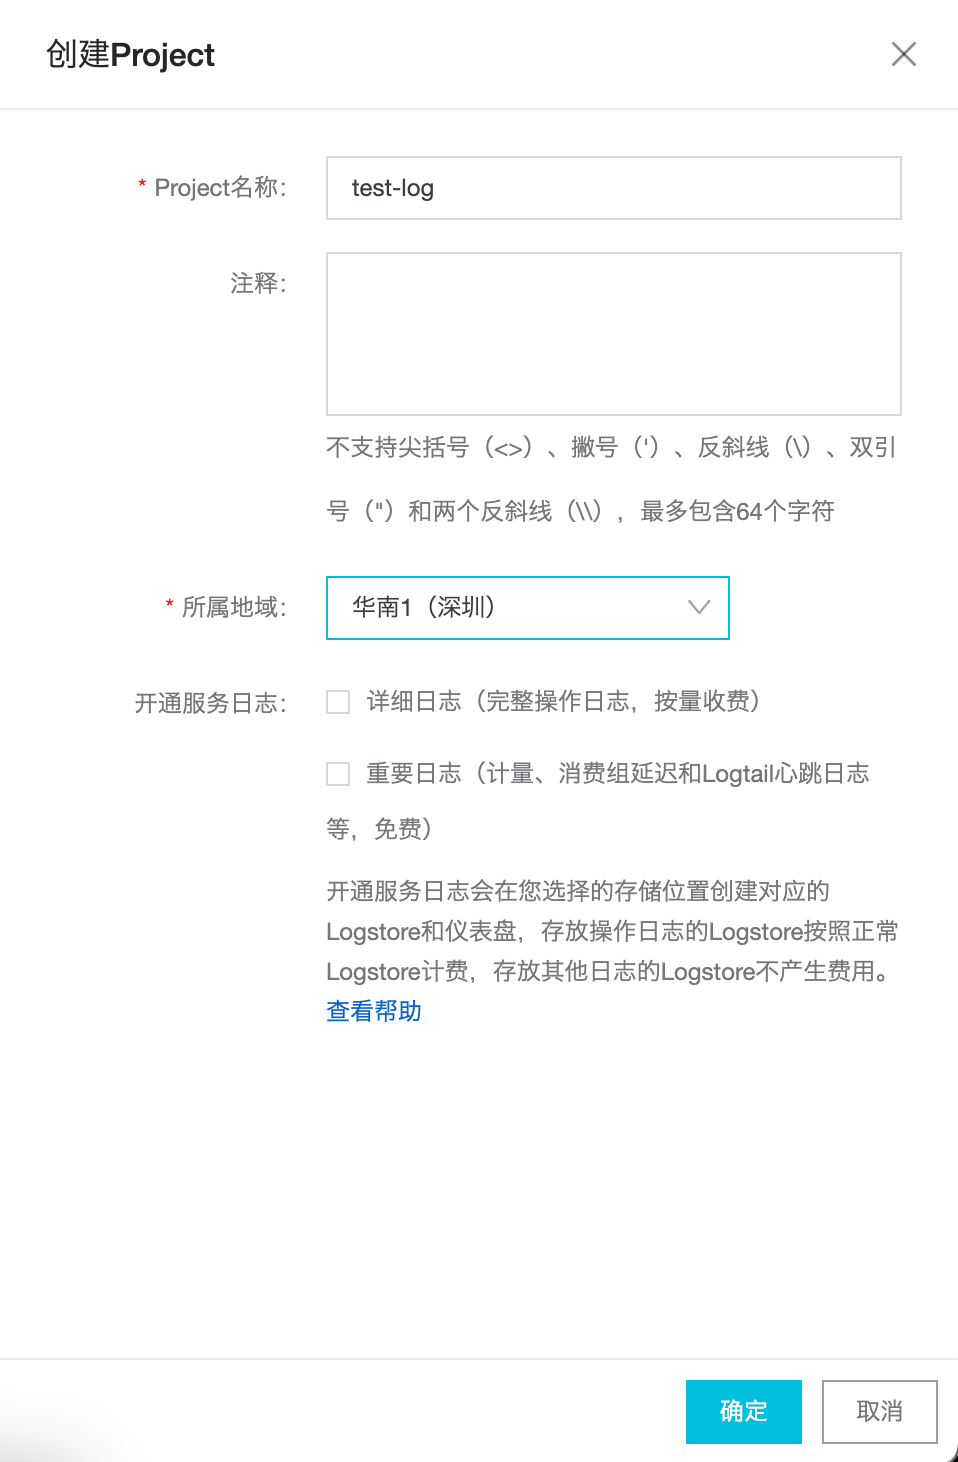 创建Project
* Project名称：
test-log
注释：
不支持尖括号（<>）、撇号（'）、反斜线（\）、双引
号（"）和两个反斜线（\\），最多包含64个字符
* 所属地域：
华南1（深圳）
开通服务日志：
详细日志（完整操作日志，按量收费）
重要日志（计量、消费组延迟和Logtail心跳日志
等，免费）
开通服务日志会在您选择的存储位置创建对应的
Logstore和仪表盘，存放操作日志的Logstore按照正常
Logstore计费，存放其他日志的Logstore不产生费用。
查看帮助
确定
取消